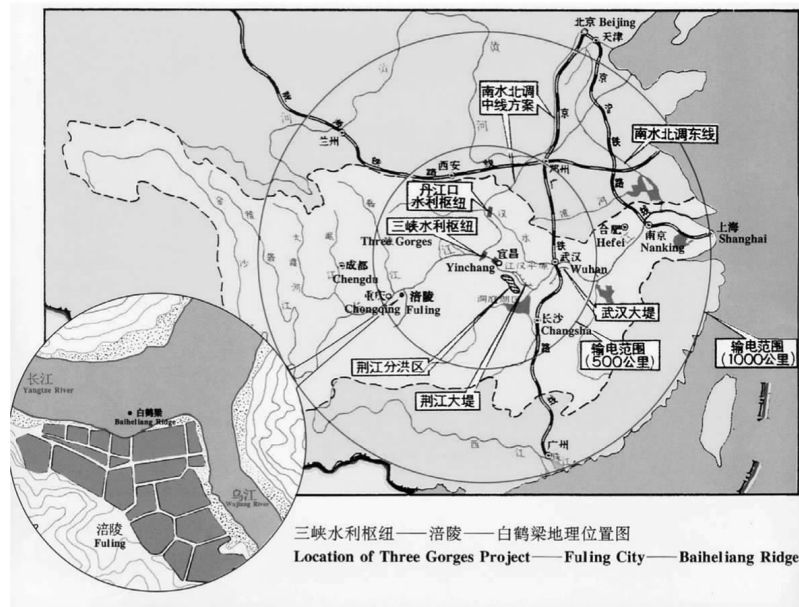 北京 Beijing
天津
南水北调
中线方案
南水北调东线
兰州
西安
郑州
丹江口
水利枢纽
三峡水利枢纽
Three Gorges
宜昌
Yinchang
合肥
Hefei
南京
Nanking
上海
Shanghai
武汉
Wuhan
成都
Chengdu
重庆
Chongqing
涪陵
Fuling
长沙
Changsha
武汉大堤
荆江分洪区
荆江大堤
输电范围
(500公里)
输电范围
(1000公里)
广州
长江
Yangtze River
白鹤梁
Baiheliang Ridge
乌江
Wujiang River
涪陵
Fuling
三峡水利枢纽——涪陵——白鹤梁地理位置图
Location of Three Gorges Project——Fuling City——Baiheliang Ridge